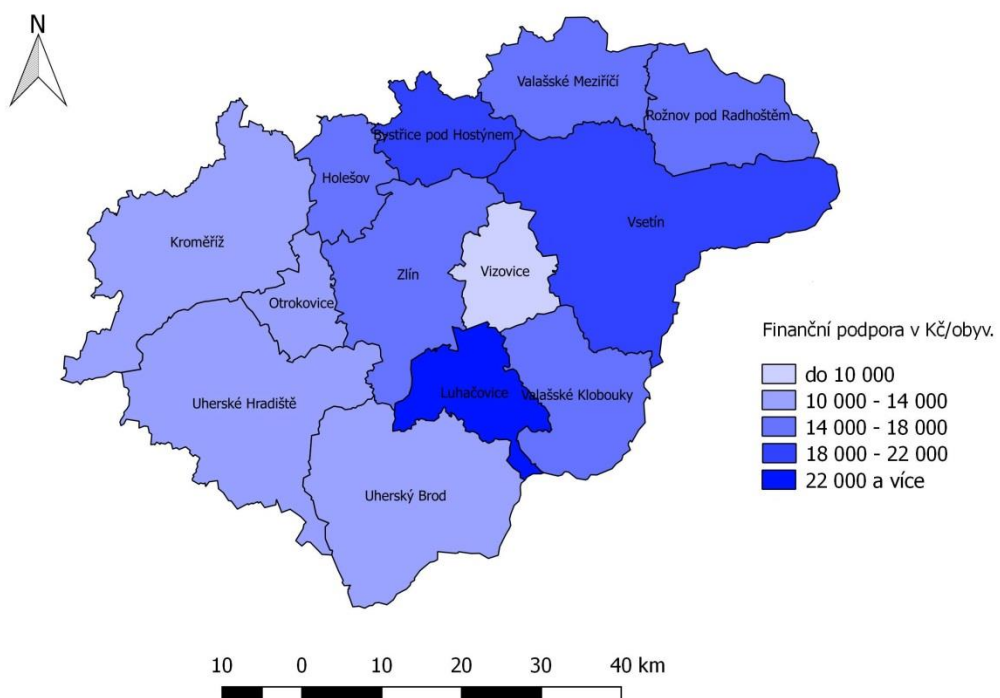 N
Valašské Meziříčí
Rožnov pod Radhoštěm
Bystřice pod Hostýnem
Holešov
Vsetín
Kroměříž
Zlín
Vizovice
Otrokovice
Finanční podpora v Kč/obyv.
do 10 000
10 000 - 14 000
14 000 - 18 000
18 000 - 22 000
22 000 a více
Luhačovice
Valašské Klobouky
Uherské Hradiště
Uherský Brod
10 0 10 20 30 40 km